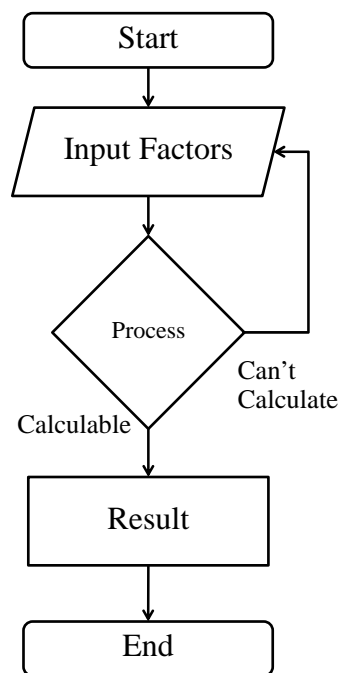 Start
Input Factors
Process
Can’t
Calculate
Calculable
Result
End